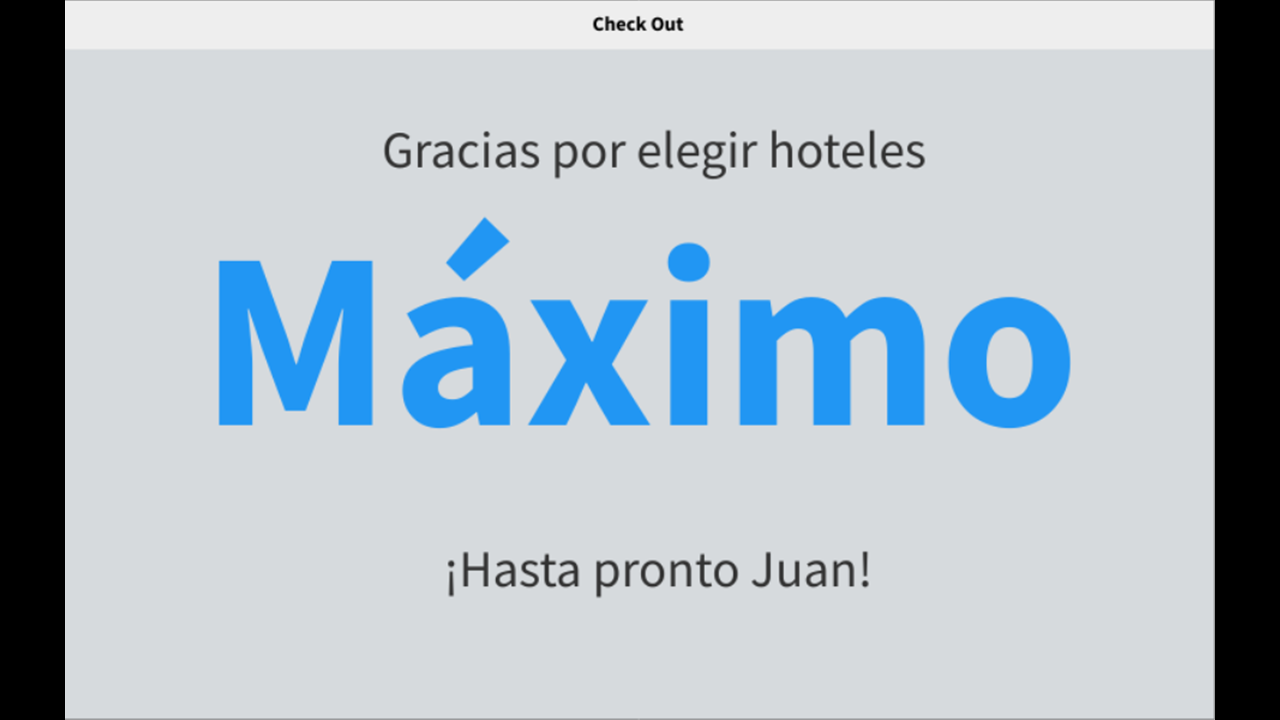 Check Out
Gracias por elegir hoteles
Máximo
¡Hasta pronto Juan!